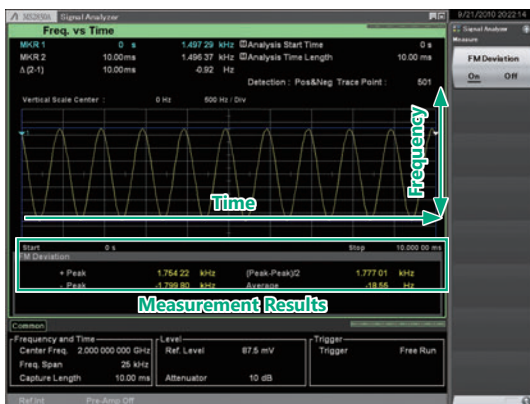 MS2690A Signal Analyzer 9/21/2010 20:22:14
Freq. vs Time Signal Analyzer
Measure
MKR 1 0 s 1.497 29 kHz Analysis Start Time 0 s
MKR 2 10.00ms 1.496 37 kHz Analysis Time Length 10.00 ms
Δ (2-1) 10.00ms -0.92 Hz
Detection : Pos&Neg Trace Point : 501
FM Deviation
On Off
Vertical Scale Center : 0 Hz 500 Hz / Div
1
Frequency
Time
Start 0 s Stop 10.000 00 ms
FM Deviation
+ Peak 1.754 22 kHz (Peak-Peak)/2 1.777 01 kHz
- Peak -1.799 80 kHz Average -18.55 Hz
Measurement Results
Common
Frequency and Time Level Trigger
Center Freq. 2.000 000 000 GHz Ref. Level 87.5 mV Trigger Free Run
Freq. Span 25 kHz
Capture Length 10.00 ms Attenuator 10 dB
Ref.Int Pre-Amp Off